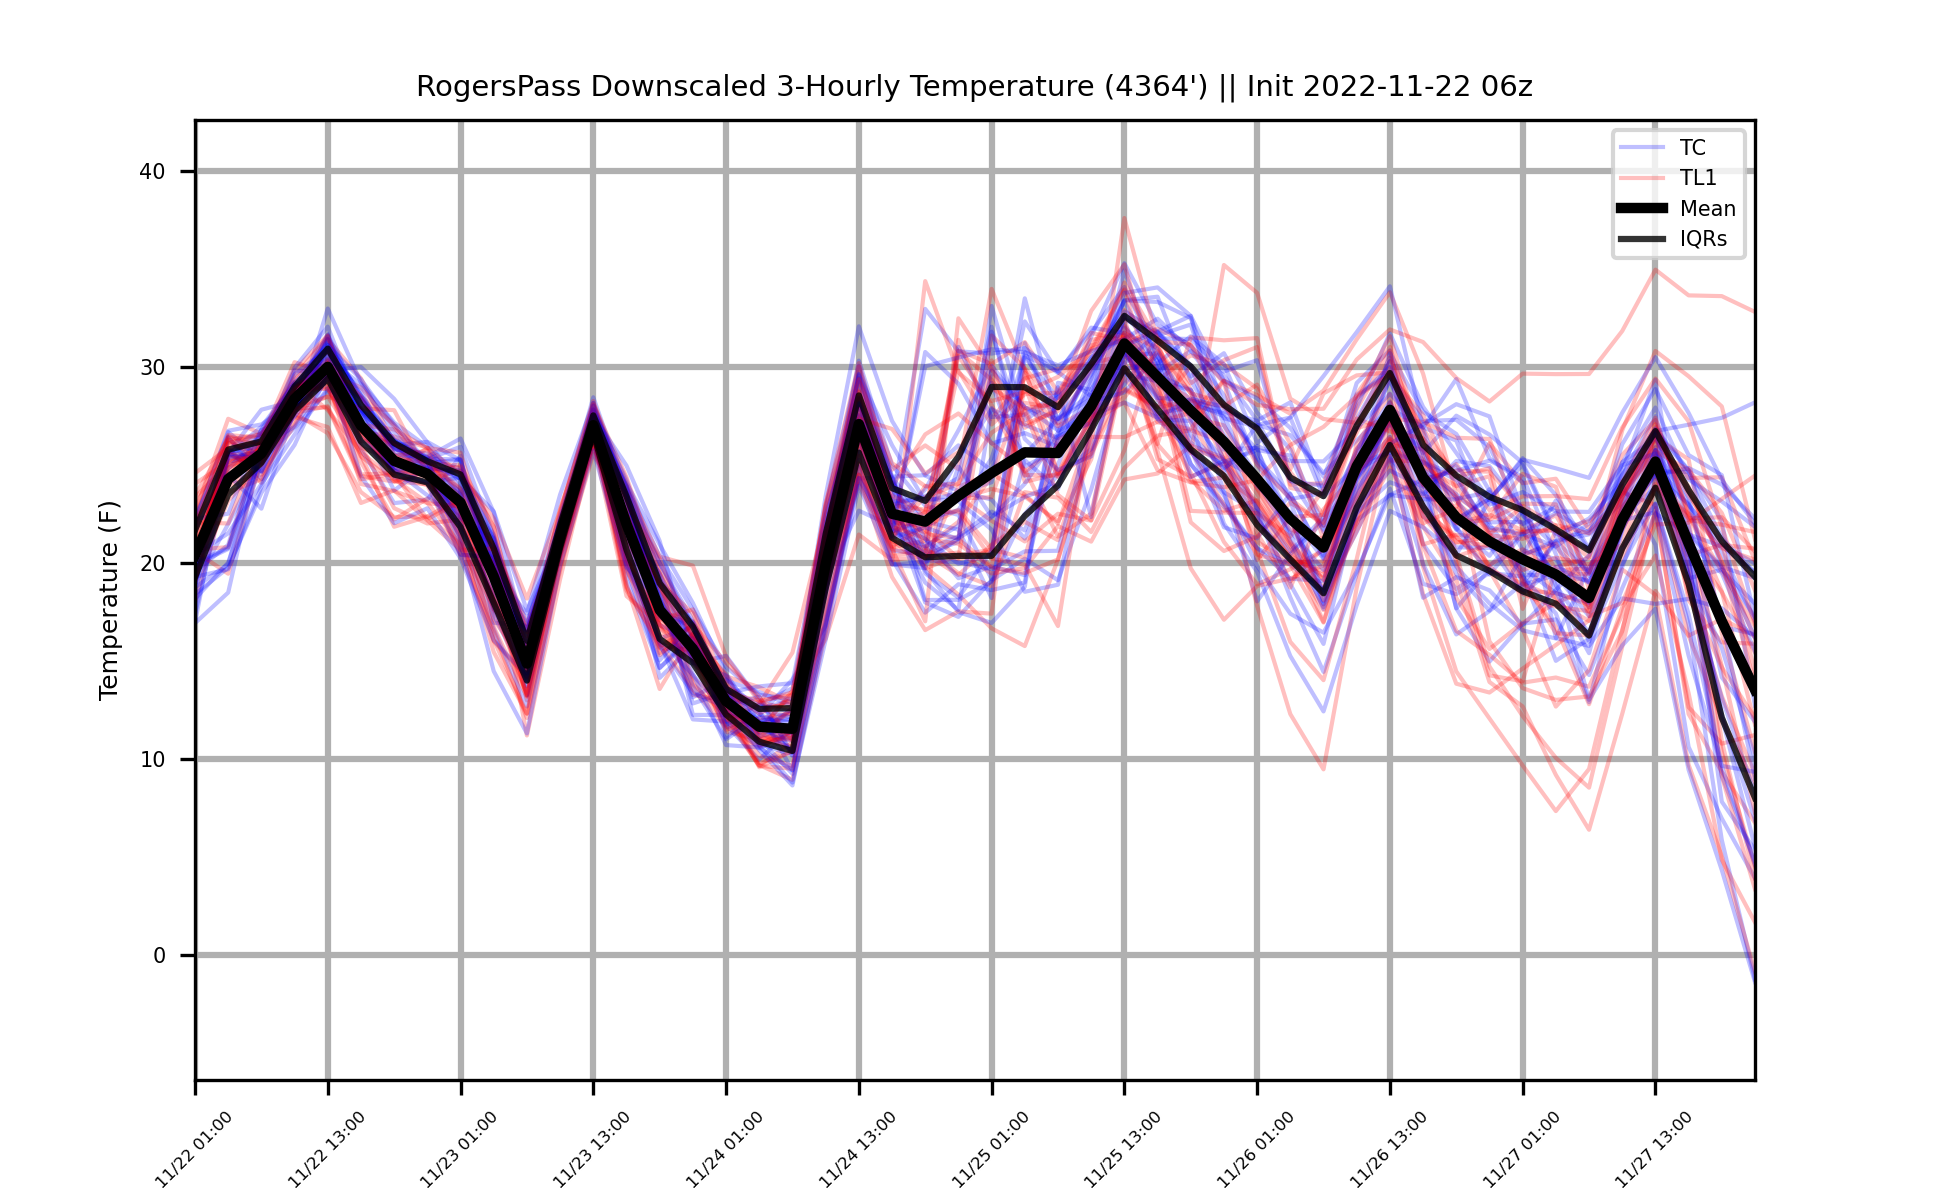 RogersPass Downscaled 3-Hourly Temperature (4364') || Init 2022-11-22 06z
TC
TL1
Mean
IQRs
Temperature (F)
40
30
20
10
0
11/22 01:00
11/22 13:00
11/23 01:00
11/23 13:00
11/24 01:00
11/24 13:00
11/25 01:00
11/25 13:00
11/26 01:00
11/26 13:00
11/27 01:00
11/27 13:00